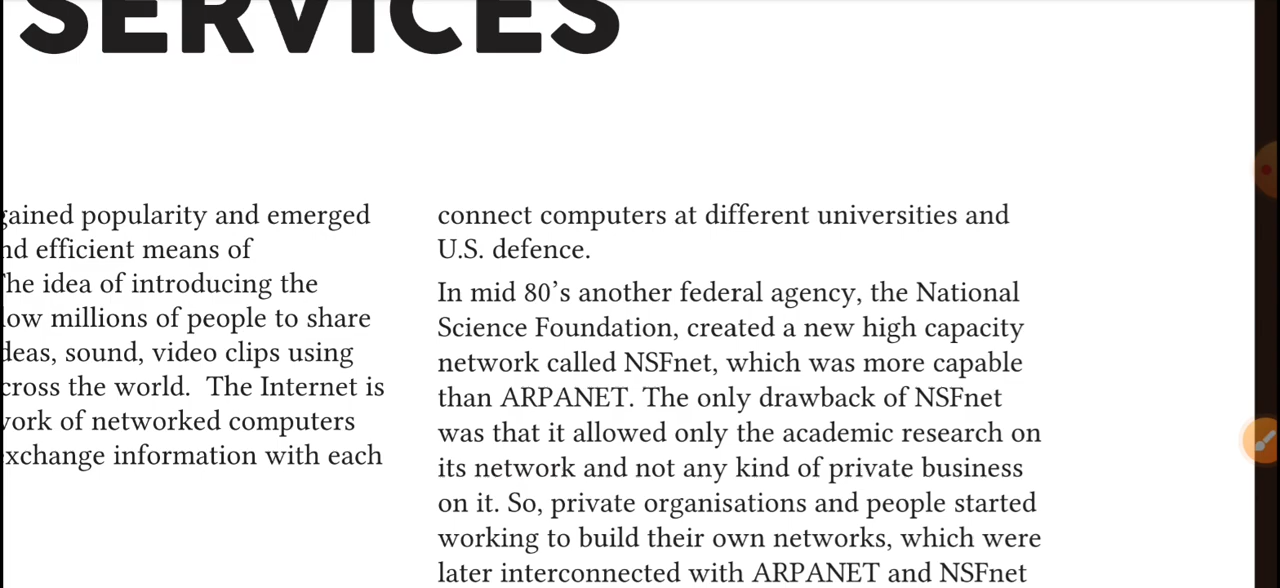 SERVICES
gained popularity and emerged
nd efficient means of
The idea of introducing the
low millions of people to share
deas, sound, video clips using
cross the world. The Internet is
work of networked computers
xchange information with each
connect computers at different universities and
U.S. defence.
In mid 80’s another federal agency, the National
Science Foundation, created a new high capacity
network called NSFnet, which was more capable
than ARPANET. The only drawback of NSFnet
was that it allowed only the academic research on
its network and not any kind of private business
on it. So, private organisations and people started
working to build their own networks, which were
later interconnected with ARPANET and NSFnet